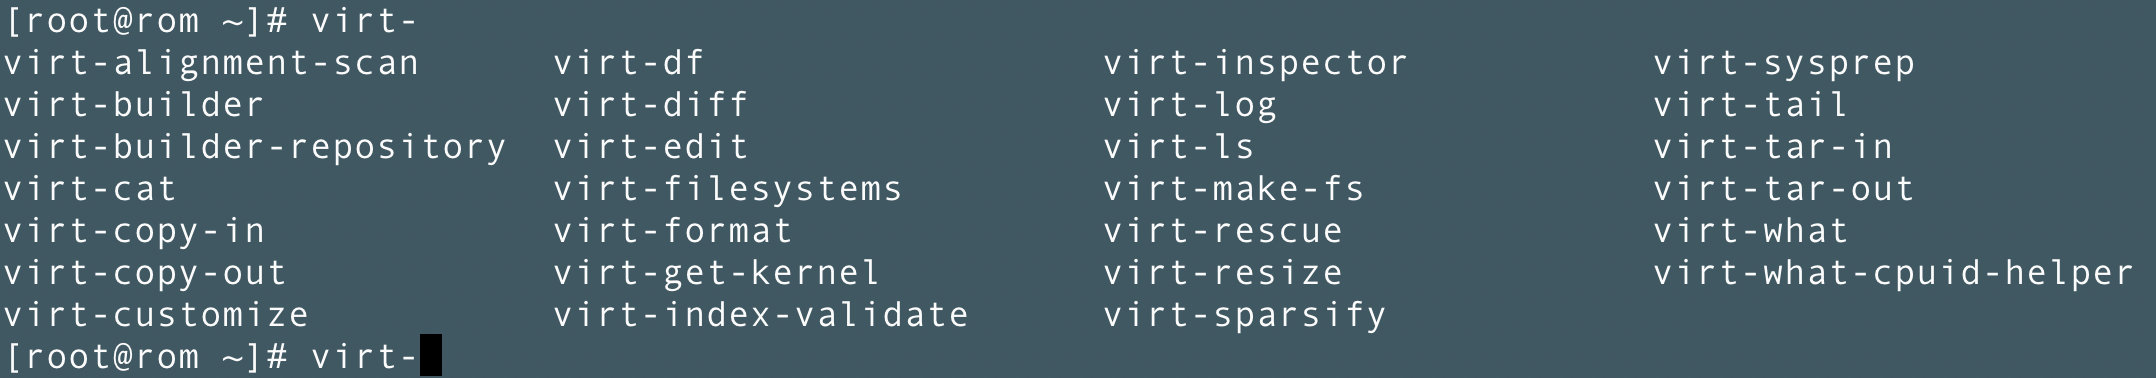 [root@rom ~]# virt-
virt-alignment-scan virt-df virt-inspector virt-sysprep
virt-builder virt-diff virt-log virt-tail
virt-builder-repository virt-edit virt-ls virt-tar-in
virt-cat virt-filesystems virt-make-fs virt-tar-out
virt-copy-in virt-format virt-rescue virt-what
virt-copy-out virt-get-kernel virt-resize virt-what-cpuid-helper
virt-customize virt-index-validate virt-sparsify
[root@rom ~]# virt-